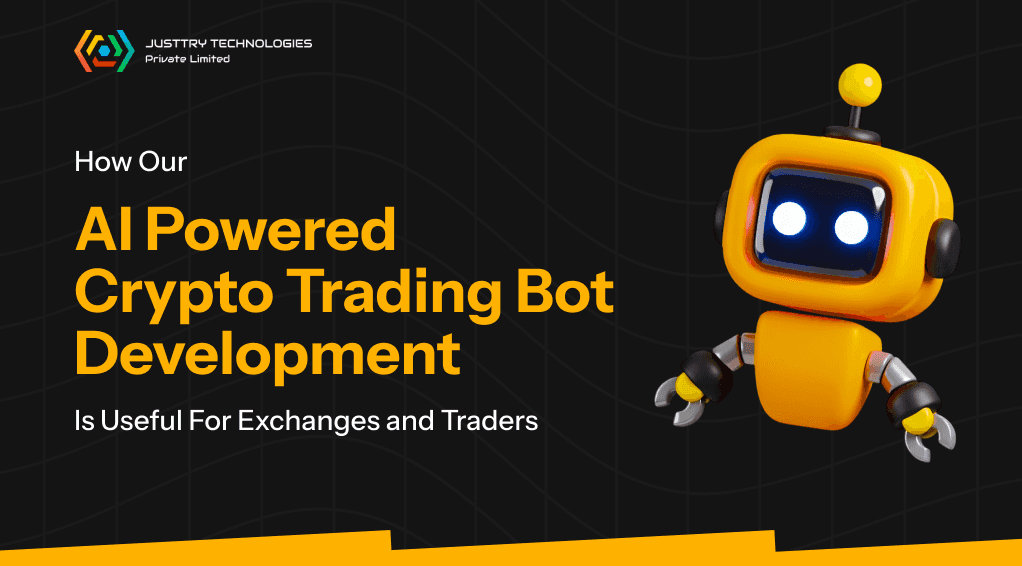 JUSTTRY TECHNOLOGIES
Private Limited
How Our
AI Powered
Crypto Trading Bot
Development
Is Useful For Exchanges and Traders